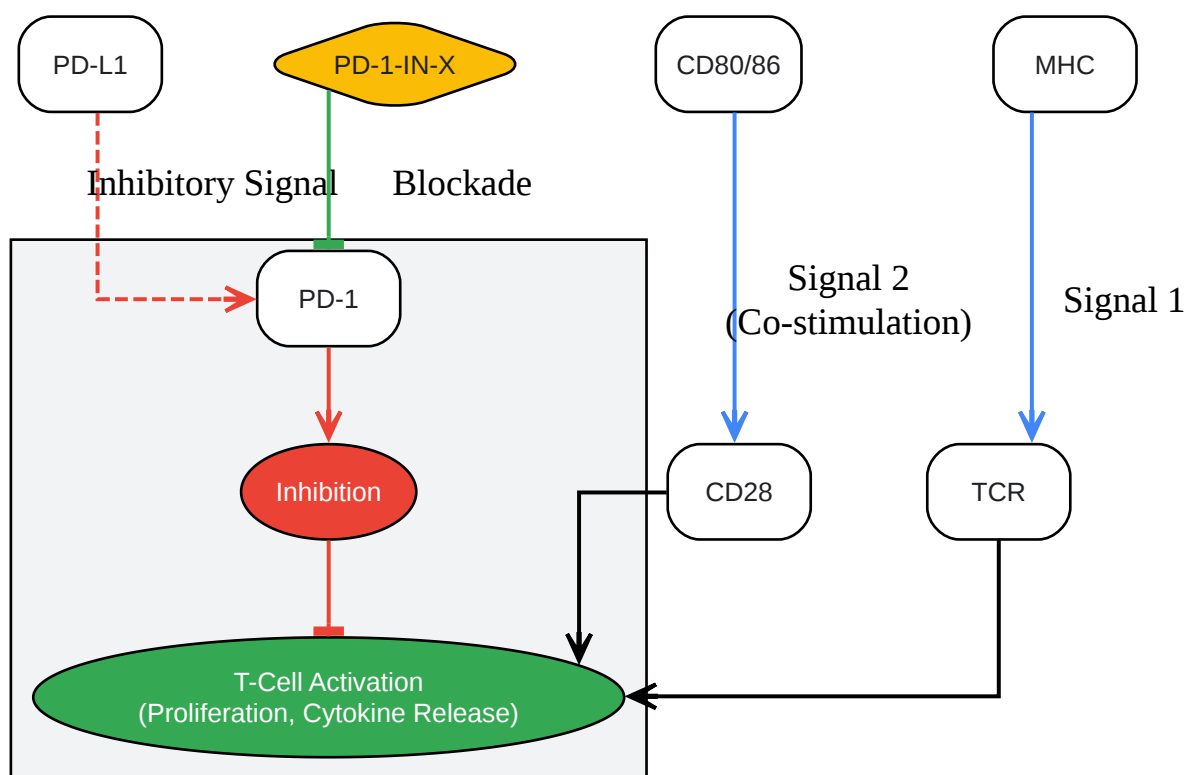 PD-L1
PD-1-IN-X
CD80/86
MHC
Inhibitory Signal
Blockade
Signal 2
(Co-stimulation)
Signal 1
PD-1
Inhibition
CD28
TCR
T-Cell Activation
(Proliferation, Cytokine Release)